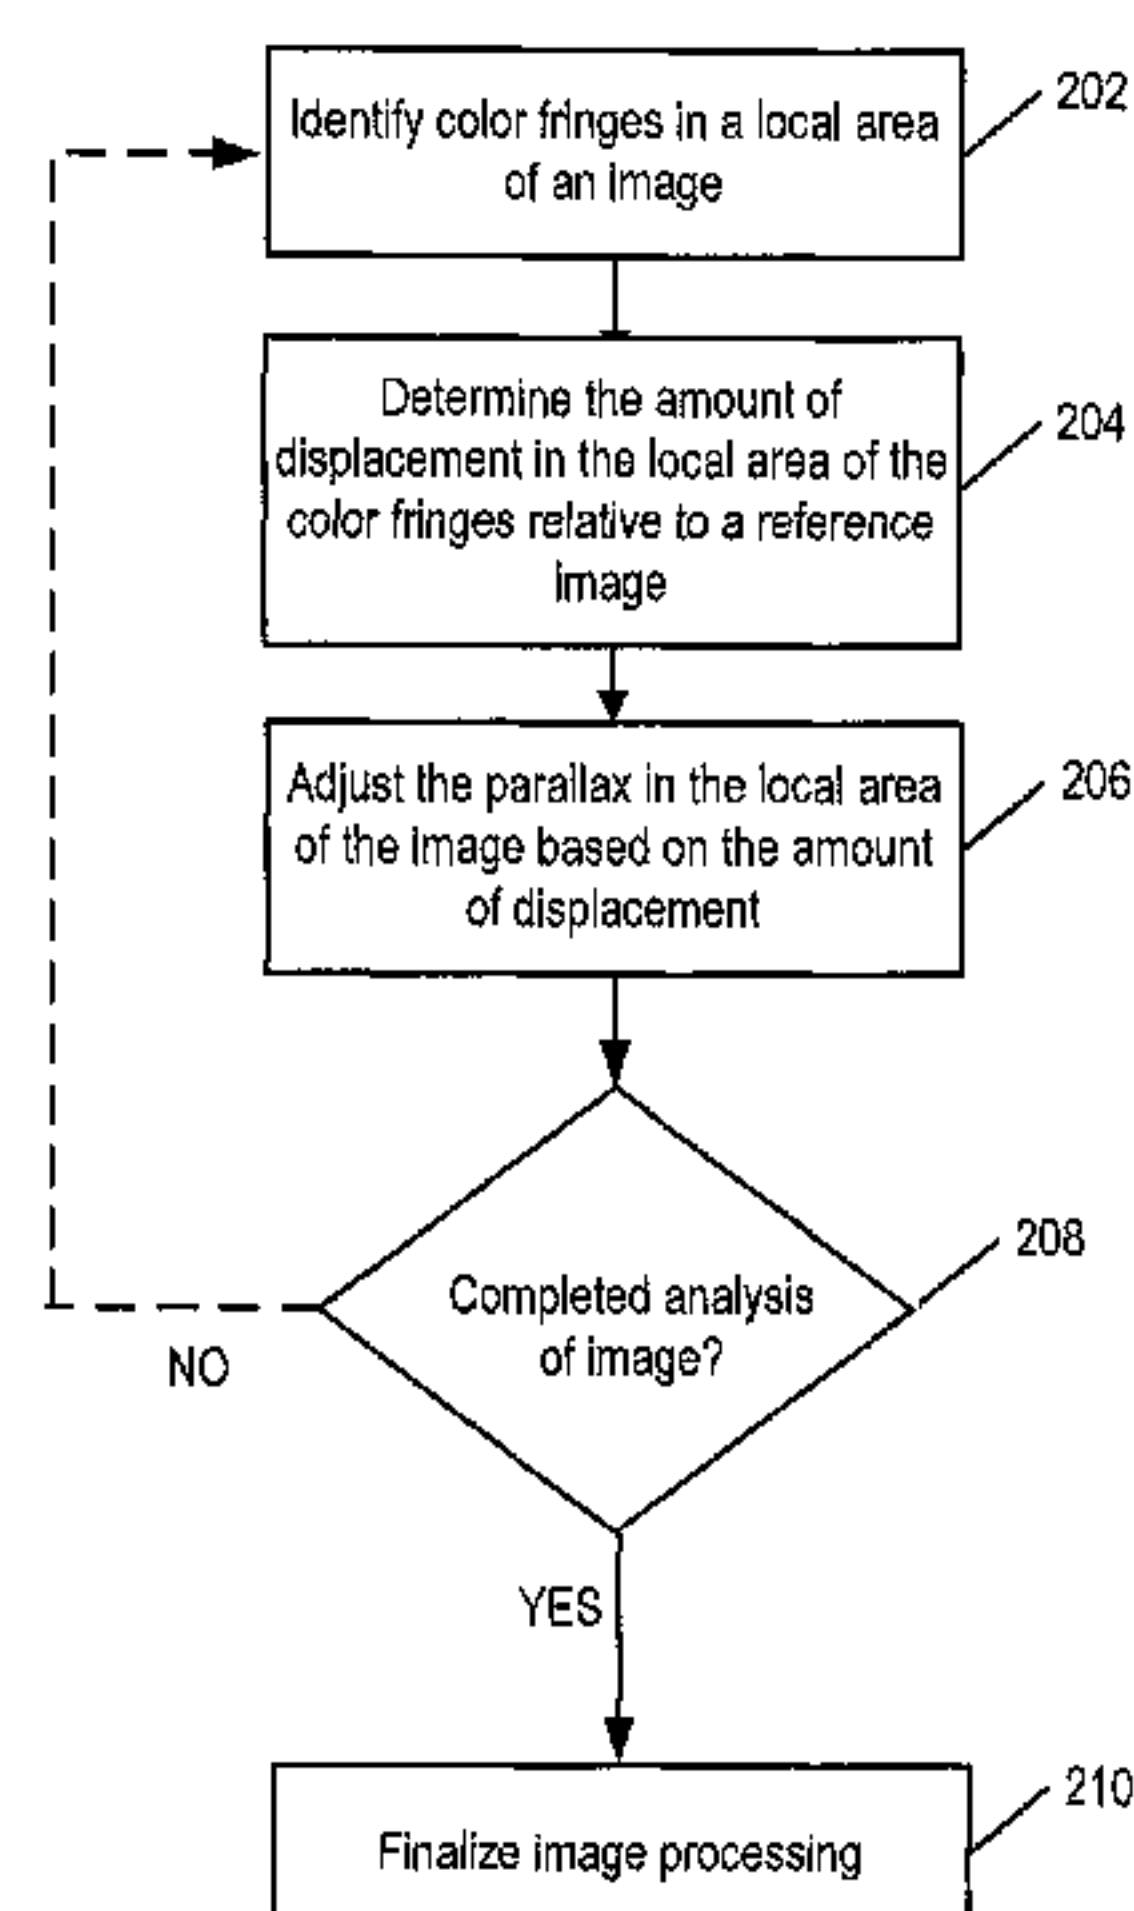 Identify color fringes in a local area
of an image
202
Determine the amount of
displacement in the local area of the
color fringes relative to a reference
image
204
Adjust the parallax in the local area
of the image based on the amount
of displacement
206
Completed analysis
of image?
208
NO
YES
Finalize image processing
210